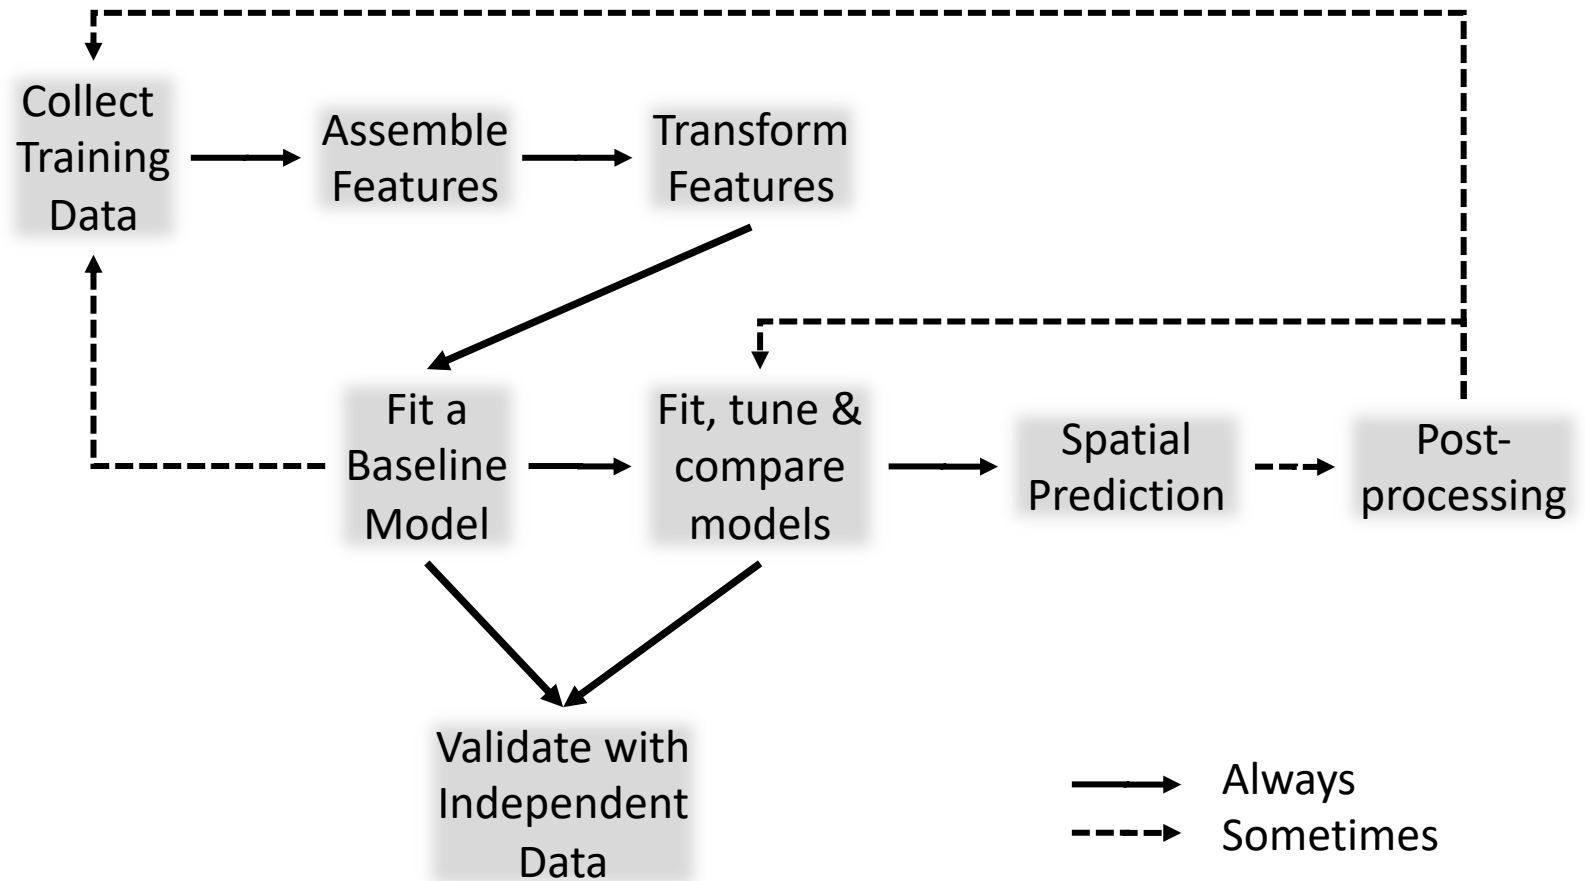 Collect
Training
Data
Assemble
Features
Transform
Features
Fit a
Baseline
Model
Fit, tune &
compare
models
Spatial
Prediction
Post-
processing
Validate with
Independent
Data
Always
Sometimes